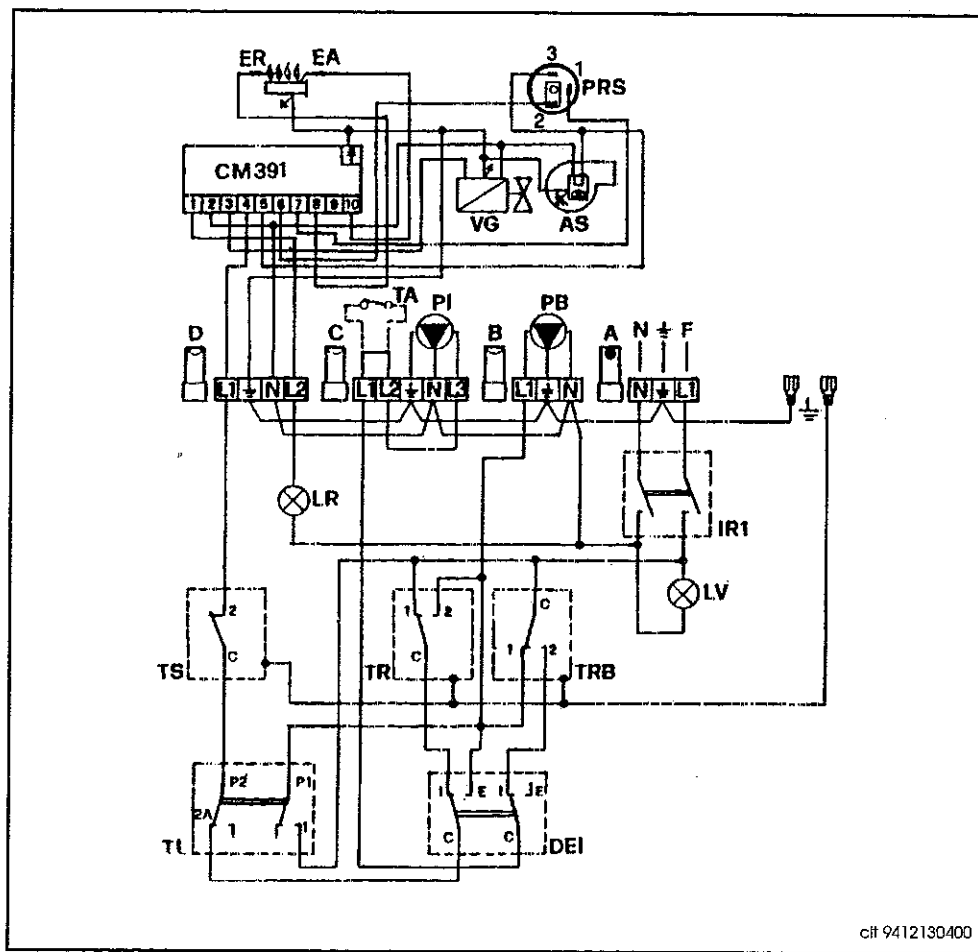 ER EA 3 1 PRS
2
CM391
1 2 3 4 5 6 7 8 9 10
VG K AS
TA
D C PI B PB A N F
L1 N L2 L1 L2 N L3 L1 N N L1
LR IR1
LV
2 1 2 C
C C 1 2
TS TR TRB
P2 P1 I E I E
2A 1 1 1
TL C C DEI
cit 9412130400